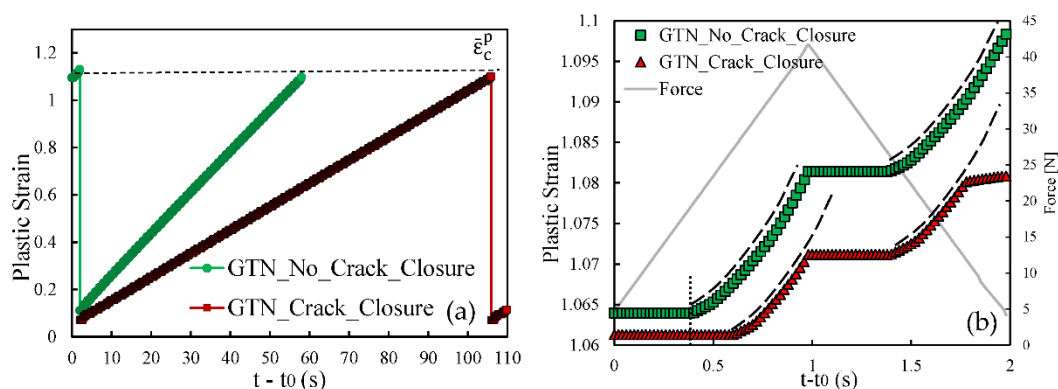 1.2
1
0.8
0.6
0.4
0.2
0
Plastic Strain
ε̄ᵖ_c
GTN_No_Crack_Closure
GTN_Crack_Closure
(a)
0 10 20 30 40 50 60 70 80 90 100 110
t - t0 (s)
1.1
1.095
1.09
1.085
1.08
1.07
1.065
1.06
Plastic Strain
GTN_No_Crack_Closure
GTN_Crack_Closure
Force
45
40
35
30
25
20
15
10
5
0
Force [N]
(b)
0 0.5 1 1.5 2
t-t0 (s)